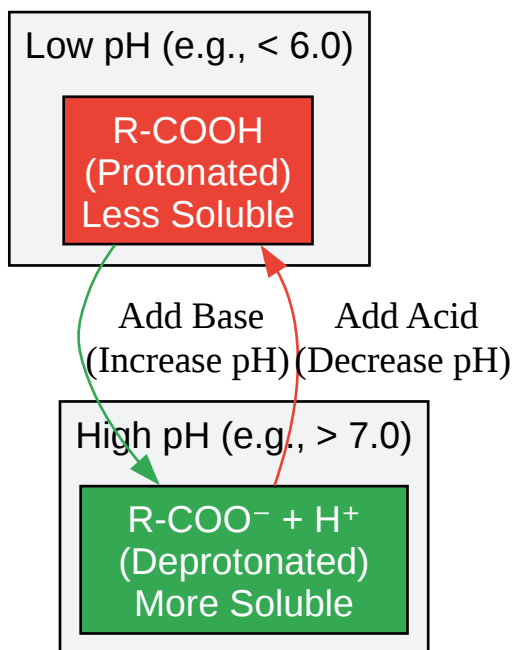 Low pH (e.g., < 6.0)
R-COOH
(Protonated)
Less Soluble
Add Base
(Increase pH)
Add Acid
(Decrease pH)
High pH (e.g., > 7.0)
R-COO⁻ + H⁺
(Deprotonated)
More Soluble